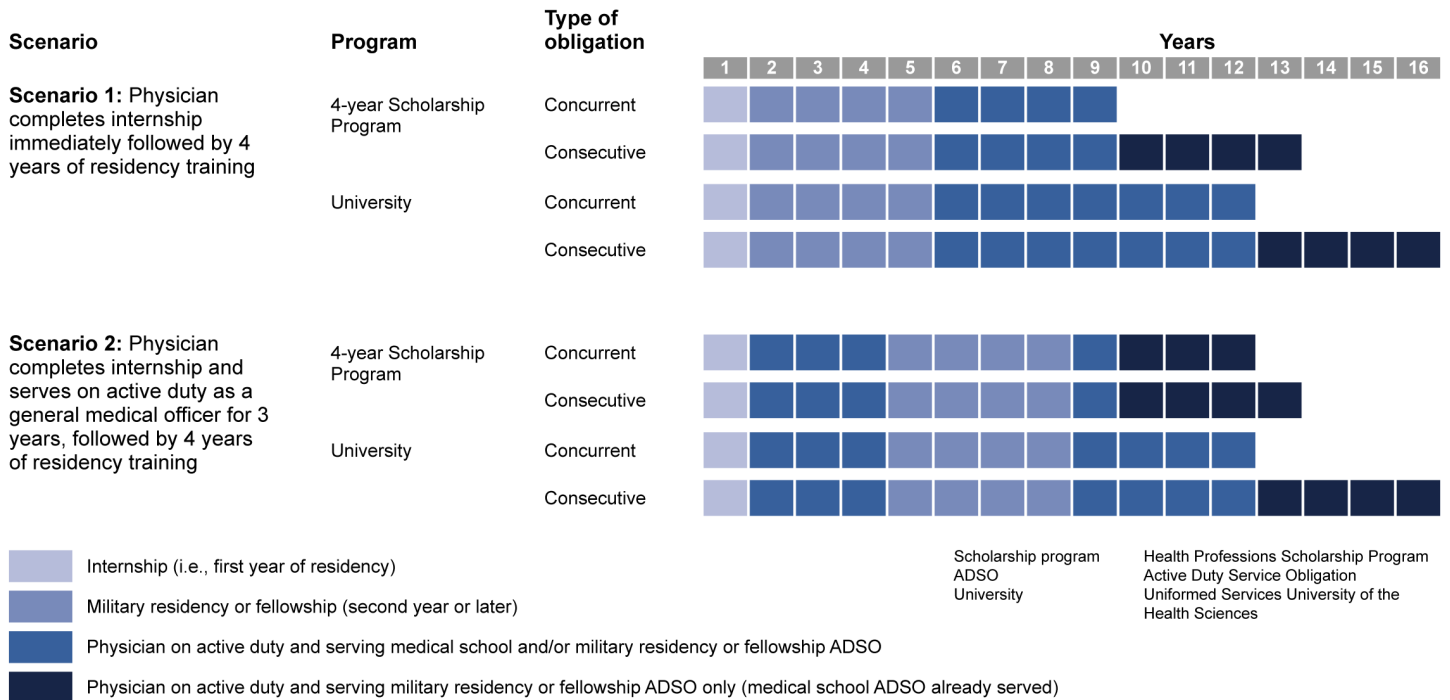 Scenario
Program
Type of
obligation
Years
1 2 3 4 5 6 7 8 9 10 11 12 13 14 15 16
Scenario 1: Physician
completes internship
immediately followed by 4
years of residency training
4-year Scholarship
Program
Concurrent
Consecutive
University
Concurrent
Consecutive
Scenario 2: Physician
completes internship and
serves on active duty as a
general medical officer for 3
years, followed by 4 years
of residency training
4-year Scholarship
Program
Concurrent
Consecutive
University
Concurrent
Consecutive
Internship (i.e., first year of residency)
Military residency or fellowship (second year or later)
Physician on active duty and serving medical school and/or military residency or fellowship ADSO
Physician on active duty and serving military residency or fellowship ADSO only (medical school ADSO already served)
Scholarship program Health Professions Scholarship Program
ADSO Active Duty Service Obligation
University Uniformed Services University of the
Health Sciences